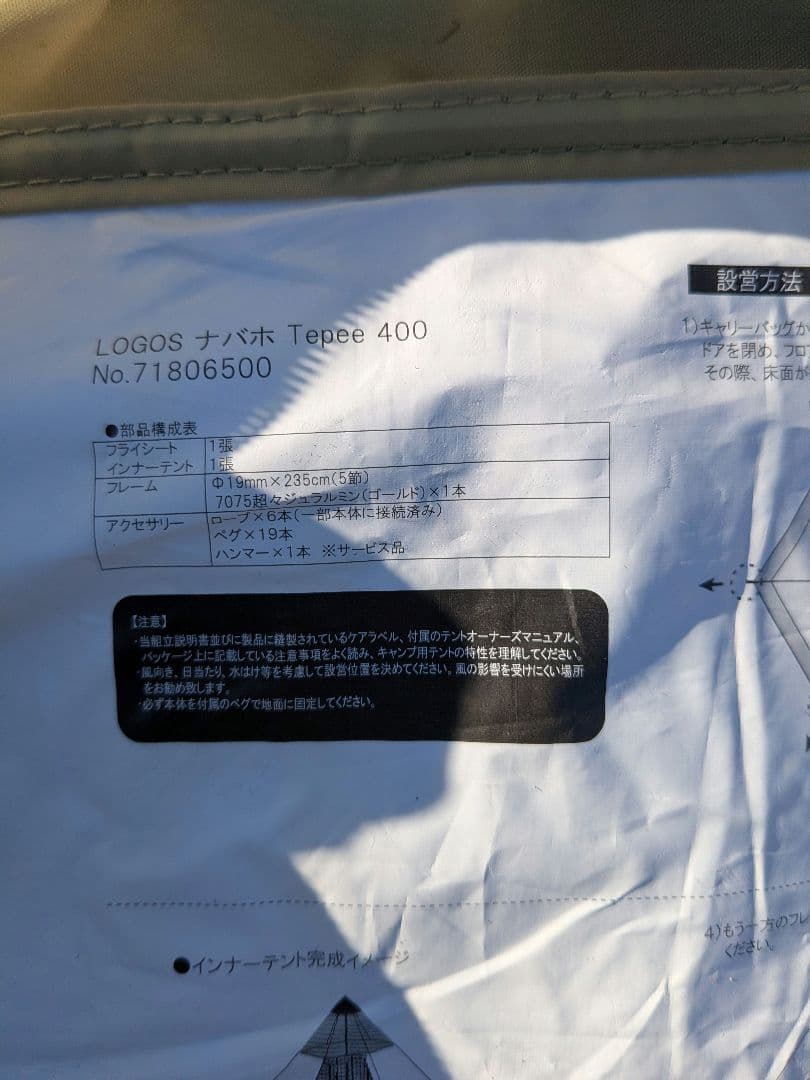 LOGOS ナバホ Tepee 400
No.71806500
●部品構成表
フライシート 1張
インナーテント 1張
フレーム Φ19mm×235cm(5節)
7075超々ジュラルミン(ゴールド)×1本
アクセサリー ロープ×6本(一部本体に接続済み)
ペグ×19本
ハンマー×1本 ※サービス品
【注意】
・当組立説明書並びに製品に縫製されているケアラベル、付属のテントオーナーズマニュアル、
パッケージ上に記載している注意事項をよく読み、キャンプ用テントの特性を理解してください。
・風向き、日当たり、水はけ等を考慮して設営位置を決めてください。風の影響を受けにくい場所
をお勧め致します。
・必ず本体を付属のペグで地面に固定してください。
●インナーテント完成イメージ
設営方法
1)キャリーバッグか
ドアを閉め、フロ
その際、床面が
4)もう一方のフレ
ください。